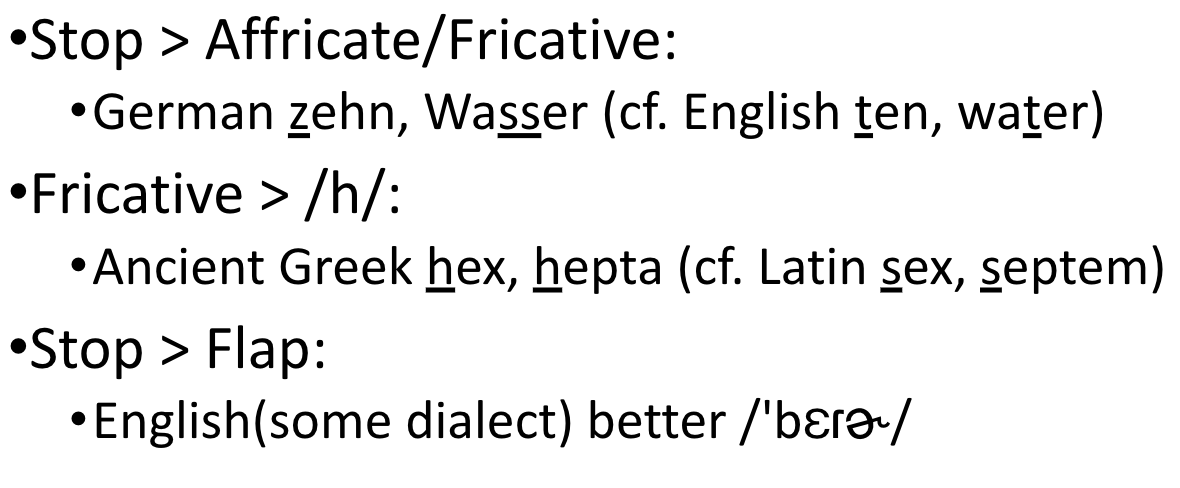 •Stop > Affricate/Fricative:
•German zehn, Wasser (cf. English ten, water)
•Fricative > /h/:
•Ancient Greek hex, hepta (cf. Latin sex, septem)
•Stop > Flap:
•English(some dialect) better /'bɛɾɚ/